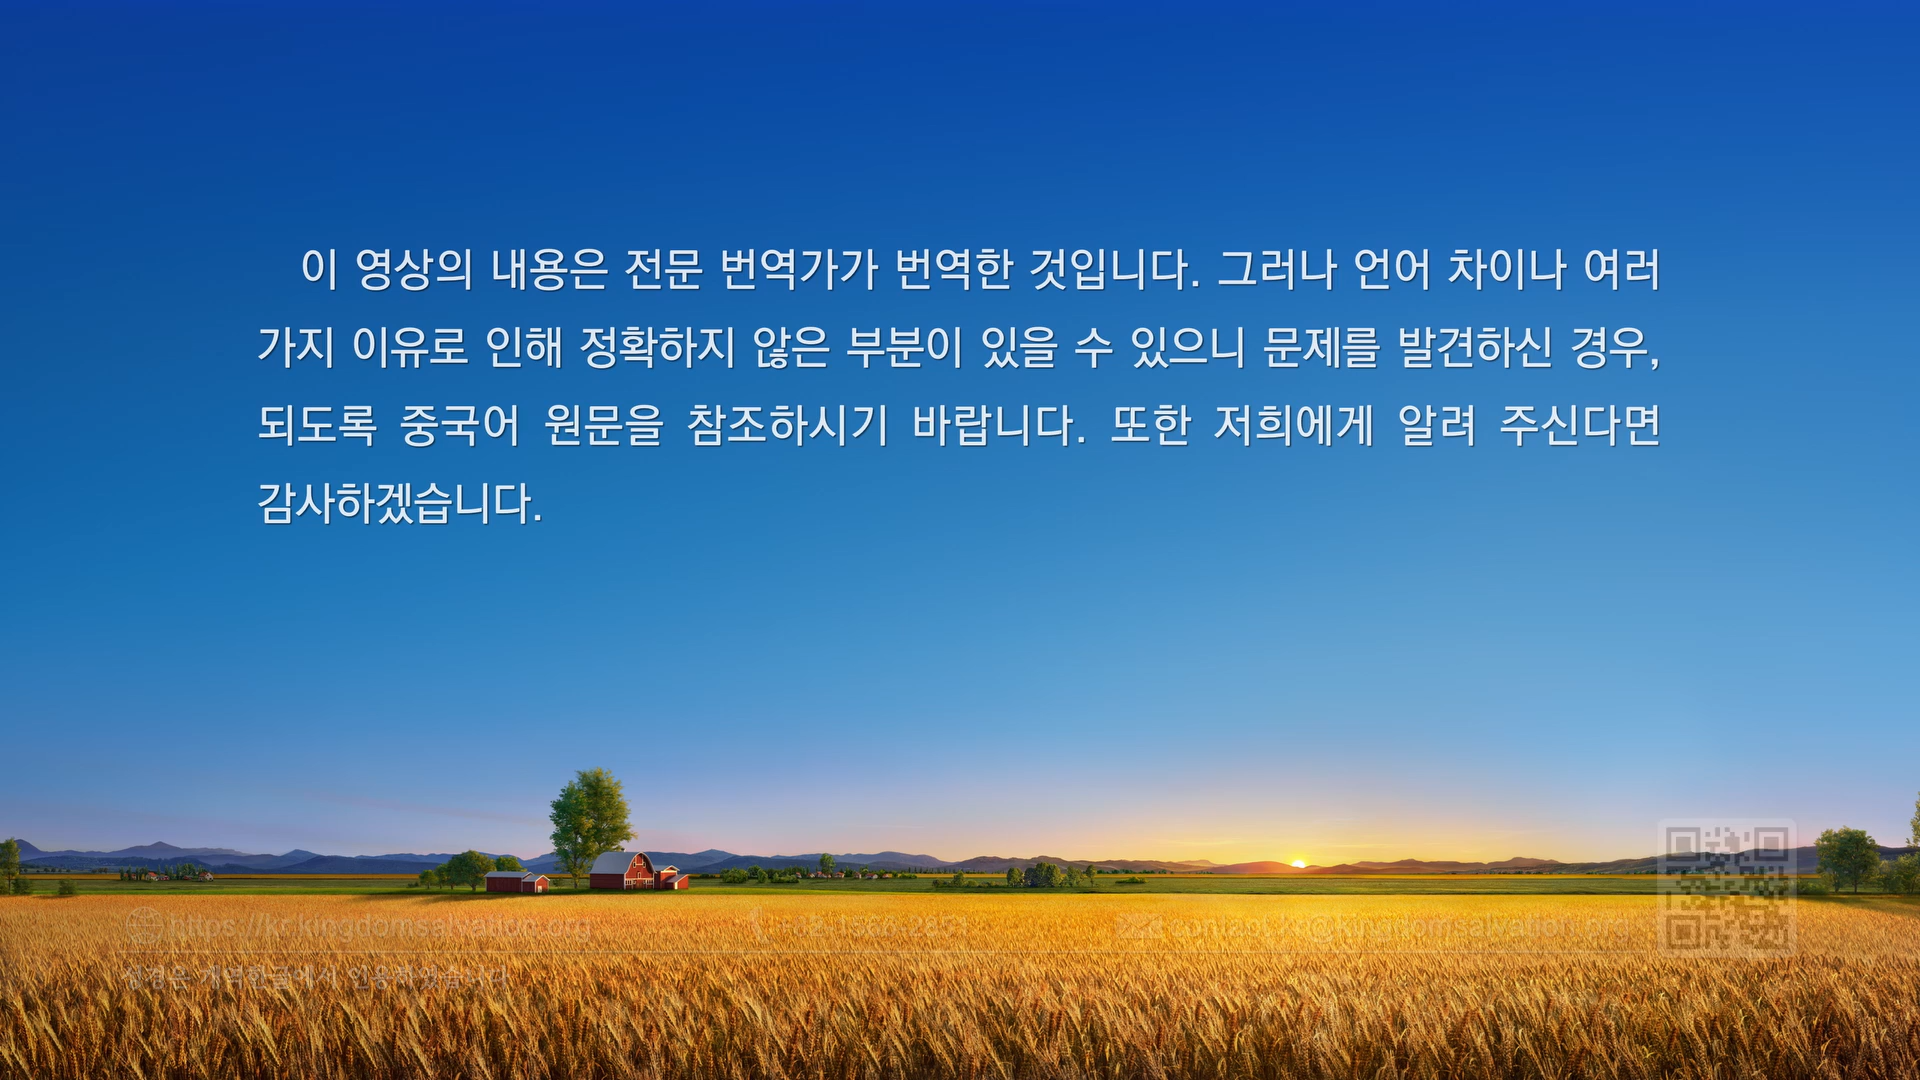 이 영상의 내용은 전문 번역가가 번역한 것입니다. 그러나 언어 차이나 여러
가지 이유로 인해 정확하지 않은 부분이 있을 수 있으니 문제를 발견하신 경우,
되도록 중국어 원문을 참조하시기 바랍니다. 또한 저희에게 알려 주신다면
감사하겠습니다.
https://kr.kingdomsalvation.org
contact.kr@kingdomsalvation.org
성경은 개역한글에서 인용하였습니다